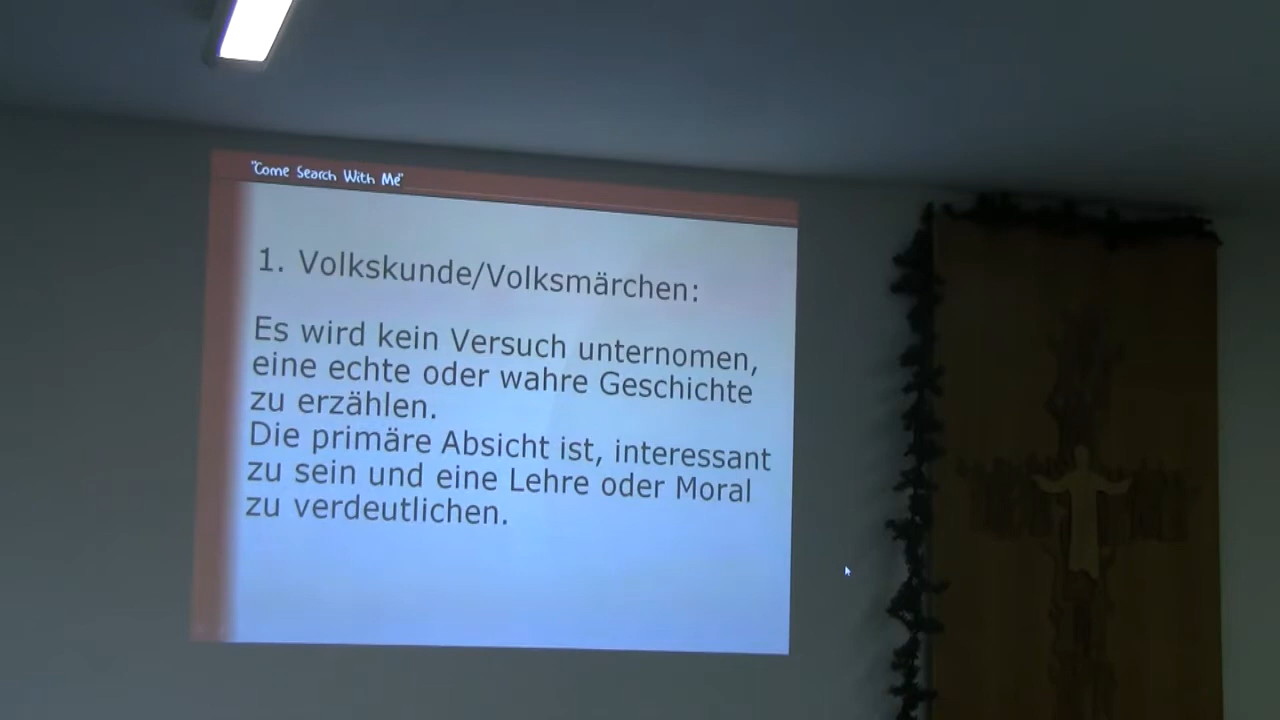 "Come Search With Me"
1. Volkskunde/Volksmärchen:
Es wird kein Versuch unternomen,
eine echte oder wahre Geschichte
zu erzählen.
Die primäre Absicht ist, interessant
zu sein und eine Lehre oder Moral
zu verdeutlichen.